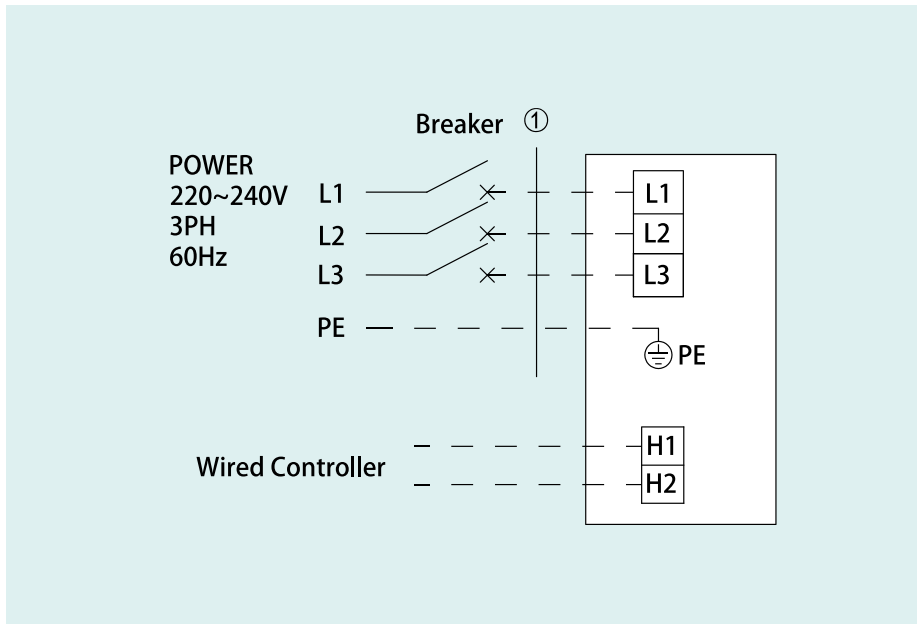 Breaker ①
POWER
220~240V
3PH
60Hz
L1
L2
L3
PE
L1
L2
L3
PE
Wired Controller
H1
H2